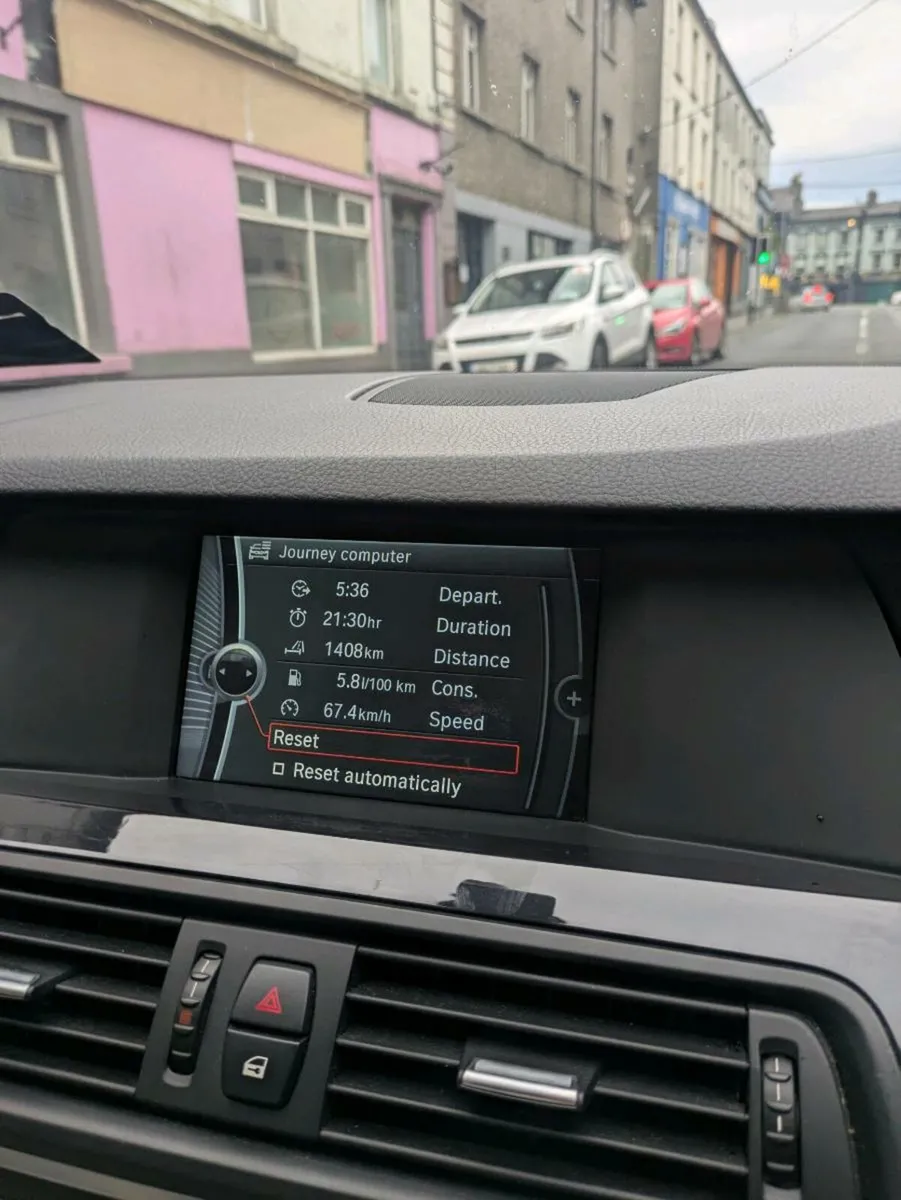 Journey computer
5:36 Depart.
21:30hr Duration
1408km Distance
5.8l/100 km Cons.
67.4km/h Speed
Reset
Reset automatically